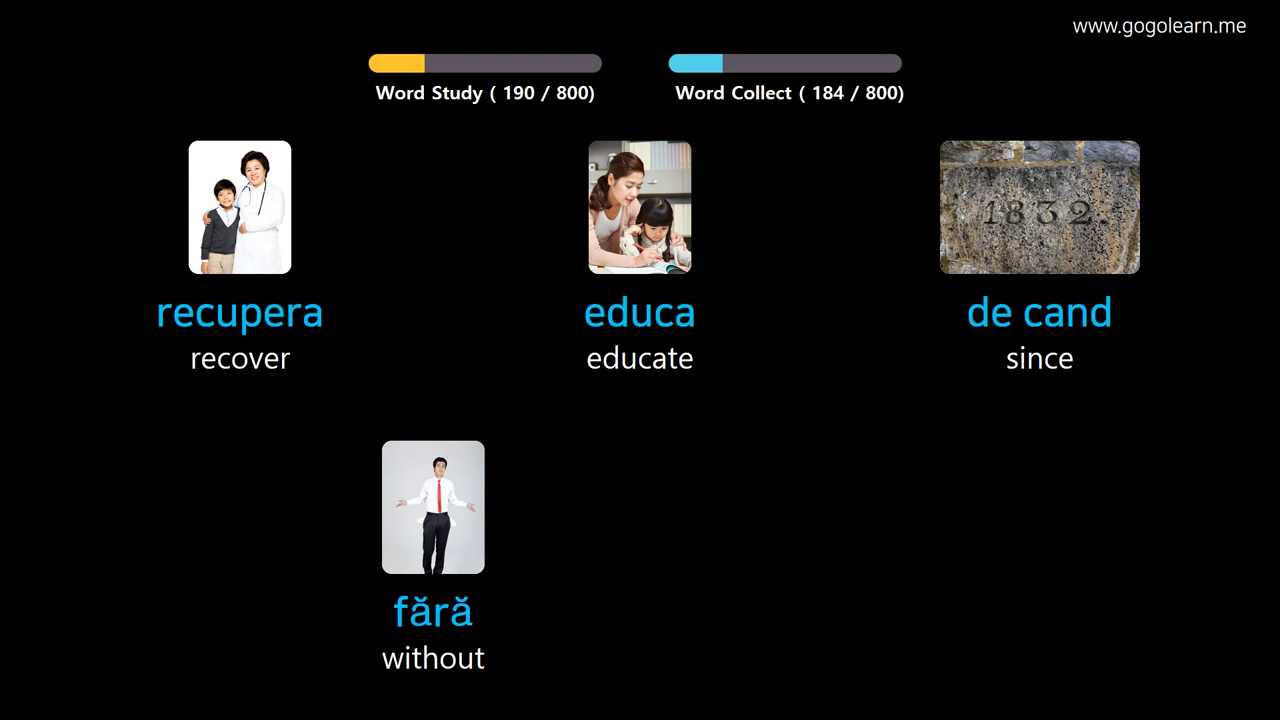 www.gogolearn.me
Word Study ( 190 / 800)
Word Collect ( 184 / 800)
1832
recupera
recover
educa
educate
de cand
since
fără
without